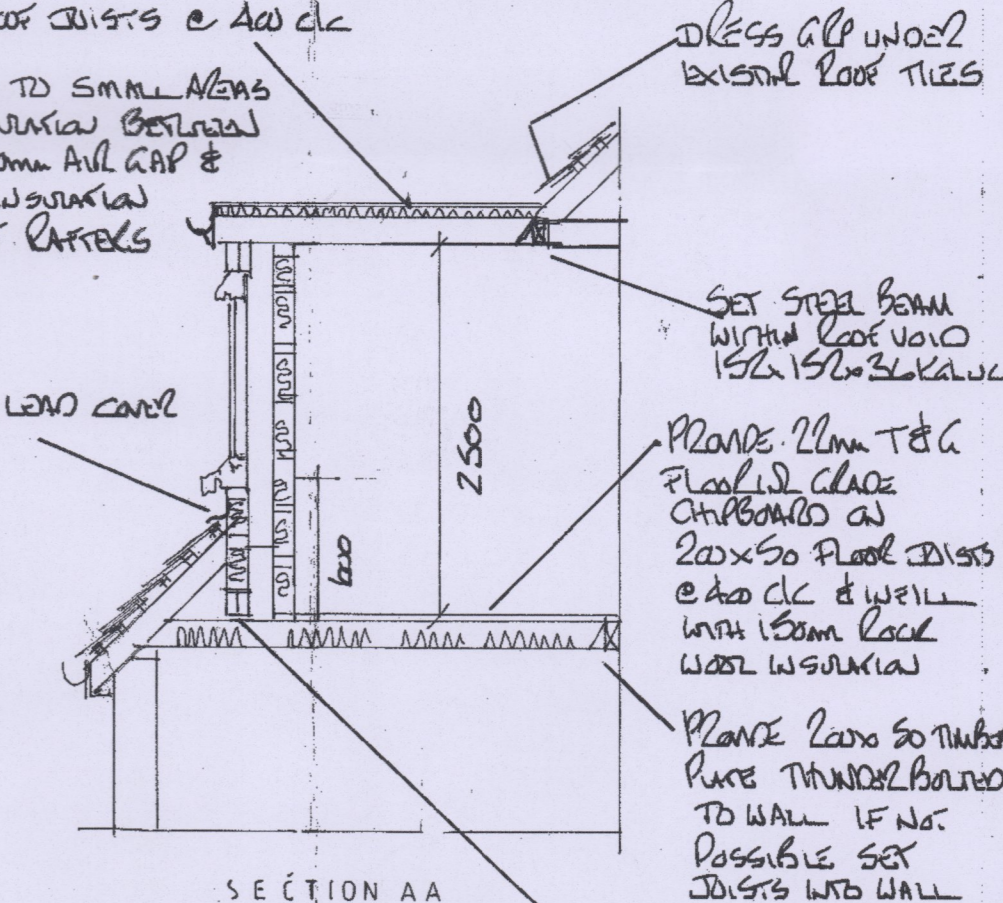 OOF JOISTS @ 400 C/C
TO SMALL AREAS
ULATION BETWEEN
0mm AIR GAP &
INSULATION
RAFTERS
LEAD COVER
DRESS GRP UNDER
EXISTING ROOF TILES
SET STEEL BEAM
WITHIN ROOF VOID
152x152x
PROVIDE 22mm T&G
FLOORING GRADE
CHIPBOARD ON
200x50 FLOOR JOISTS
@ 400 C/C & INFILL
WITH 150mm ROCK
WOOL INSULATION
PROVIDE 200x50 TIMBER
PLATE THUNDERBOLTED
TO WALL IF NOT
POSSIBLE SET
JOISTS INTO WALL
2500
600
SECTION AA